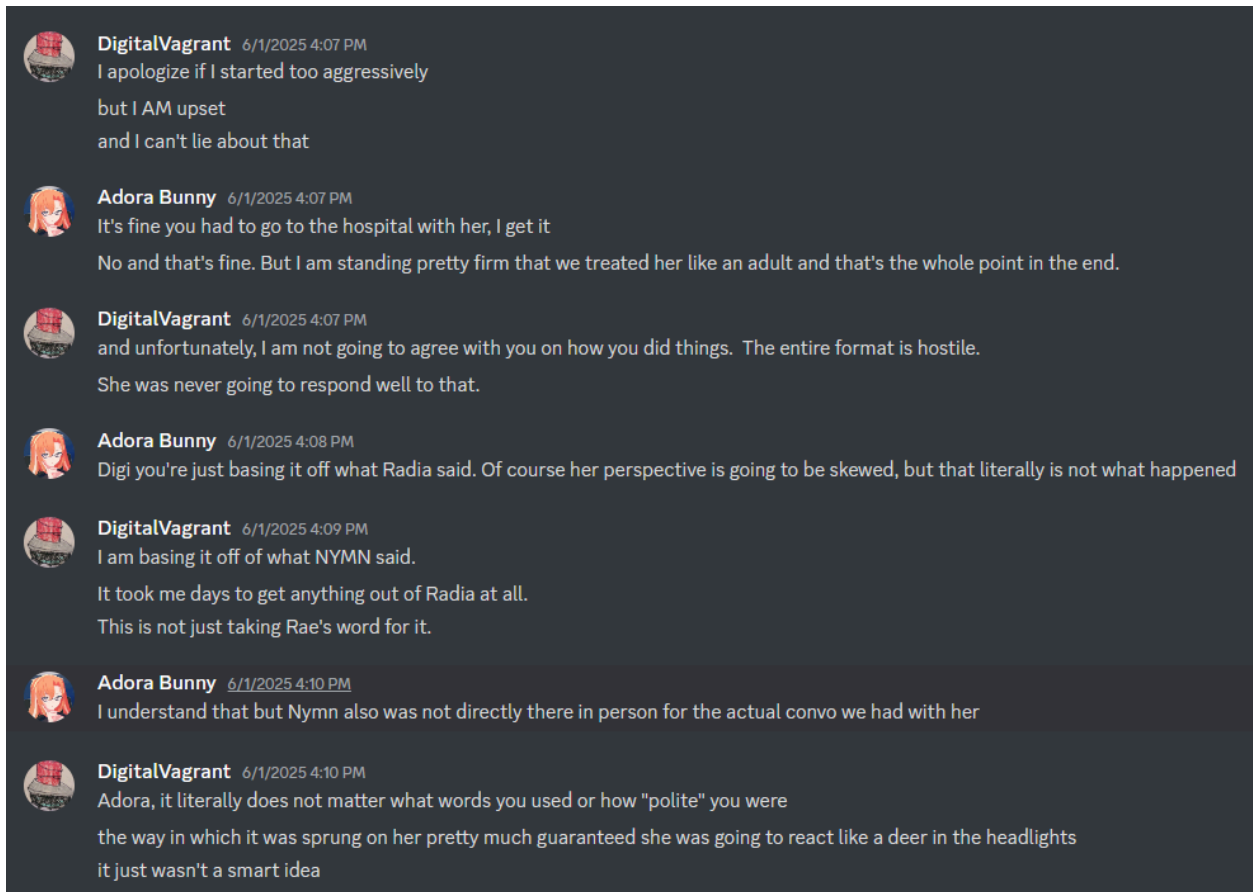 DigitalVagrant 6/1/2025 4:07 PM
I apologize if I started too aggressively
but I AM upset
and I can't lie about that
Adora Bunny 6/1/2025 4:07 PM
It's fine you had to go to the hospital with her, I get it
No and that's fine. But I am standing pretty firm that we treated her like an adult and that's the whole point in the end.
DigitalVagrant 6/1/2025 4:07 PM
and unfortunately, I am not going to agree with you on how you did things.  The entire format is hostile.
She was never going to respond well to that.
Adora Bunny 6/1/2025 4:08 PM
Digi you're just basing it off what Radia said. Of course her perspective is going to be skewed, but that literally is not what happened
DigitalVagrant 6/1/2025 4:09 PM
I am basing it off of what NYMN said.
It took me days to get anything out of Radia at all.
This is not just taking Rae's word for it.
Adora Bunny 6/1/2025 4:10 PM
I understand that but Nymn also was not directly there in person for the actual convo we had with her
DigitalVagrant 6/1/2025 4:10 PM
Adora, it literally does not matter what words you used or how "polite" you were
the way in which it was sprung on her pretty much guaranteed she was going to react like a deer in the headlights
it just wasn't a smart idea